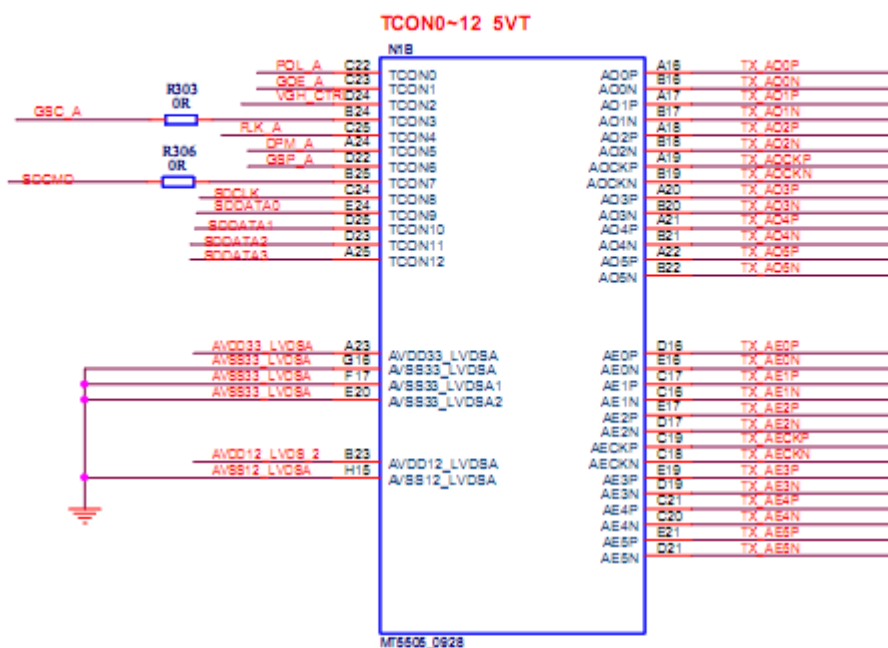 TCON0~12 5VT
N1B
POL_A C22 TCON0
GOE_A C23 TCON1
VGH_CTRL D24 TCON2
GSC_A R303 0R B24 TCON3
FLK_A C25 TCON4
DPM_A A24 TCON5
GSP_A D22 TCON6
SDCMD R306 0R B25 TCON7
SDCLK C24 TCON8
SDDATA0 E24 TCON9
SDDATA1 D25 TCON10
SDDATA2 D23 TCON11
SDDATA3 A25 TCON12
AVDD33_LVDSA A23 AVDD33_LVDSA
AVSS33_LVDSA G16 AVSS33_LVDSA
AVSS33_LVDSA F17 AVSS33_LVDSA1
AVSS33_LVDSA E20 AVSS33_LVDSA2
AVDD12_LVDS_2 B23 AVDD12_LVDSA
AVSS12_LVDSA H15 AVSS12_LVDSA
AO0P A16 TX_AO0P
AO0N B16 TX_AO0N
AO1P A17 TX_AO1P
AO1N B17 TX_AO1N
AO2P A18 TX_AO2P
AO2N B18 TX_AO2N
AOCKP A19 TX_AOCKP
AOCKN B19 TX_AOCKN
AO3P A20 TX_AO3P
AO3N B20 TX_AO3N
AO4P A21 TX_AO4P
AO4N B21 TX_AO4N
AO5P A22 TX_AO5P
AO5N B22 TX_AO5N
AE0P D16 TX_AE0P
AE0N E16 TX_AE0N
AE1P C17 TX_AE1P
AE1N C16 TX_AE1N
AE2P E17 TX_AE2P
AE2N D17 TX_AE2N
AECKP C19 TX_AECKP
AECKN C18 TX_AECKN
AE3P E19 TX_AE3P
AE3N D19 TX_AE3N
AE4P C21 TX_AE4P
AE4N C20 TX_AE4N
AE5P E21 TX_AE5P
AE5N D21 TX_AE5N
MT5505_0928